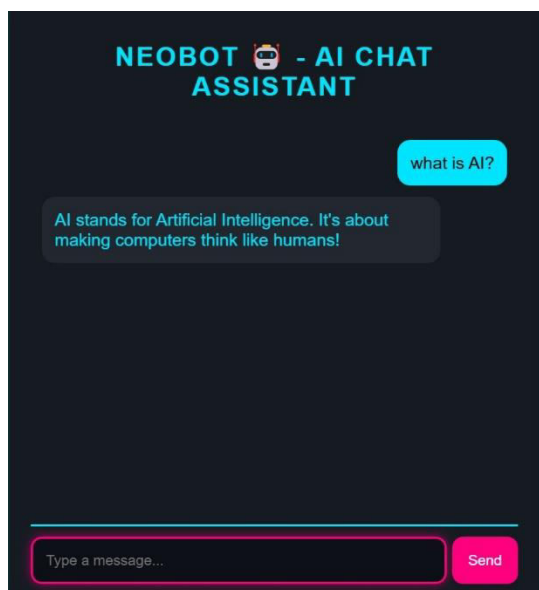 NEOBOT 🤖 - AI CHAT
ASSISTANT
what is AI?
AI stands for Artificial Intelligence. It's about
making computers think like humans!
Type a message...
Send